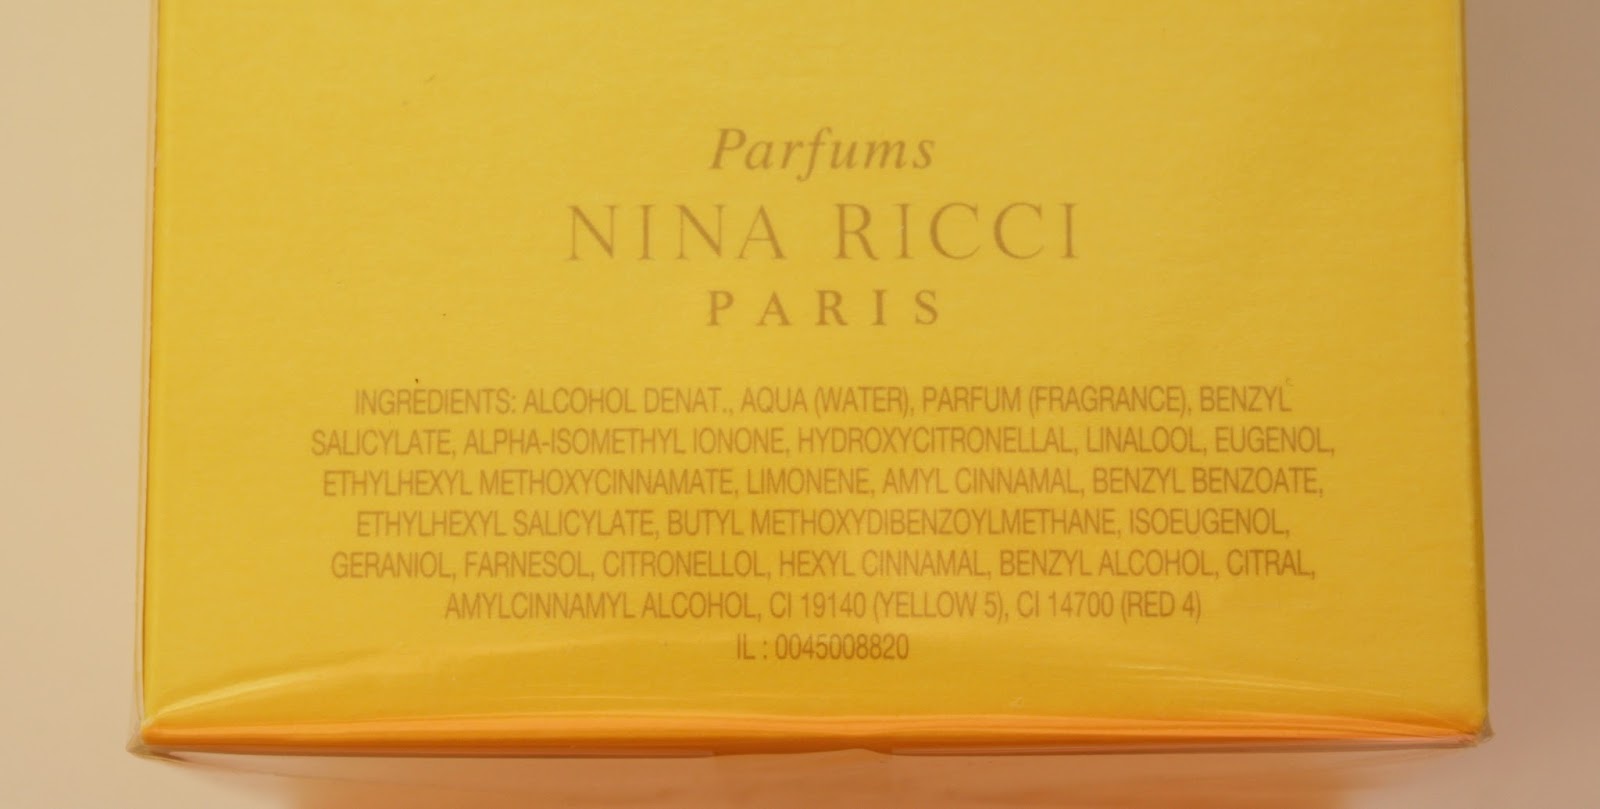 Parfums
NINA RICCI
PARIS
INGREDIENTS: ALCOHOL DENAT., AQUA (WATER), PARFUM (FRAGRANCE), BENZYL
SALICYLATE, ALPHA-ISOMETHYL IONONE, HYDROXYCITRONELLAL, LINALOOL, EUGENOL,
ETHYLHEXYL METHOXYCINNAMATE, LIMONENE, AMYL CINNAMAL, BENZYL BENZOATE,
ETHYLHEXYL SALICYLATE, BUTYL METHOXYDIBENZOYLMETHANE, ISOEUGENOL,
GERANIOL, FARNESOL, CITRONELLOL, HEXYL CINNAMAL, BENZYL ALCOHOL, CITRAL,
AMYLCINNAMYL ALCOHOL, CI 19140 (YELLOW 5), CI 14700 (RED 4)
IL : 0045008820